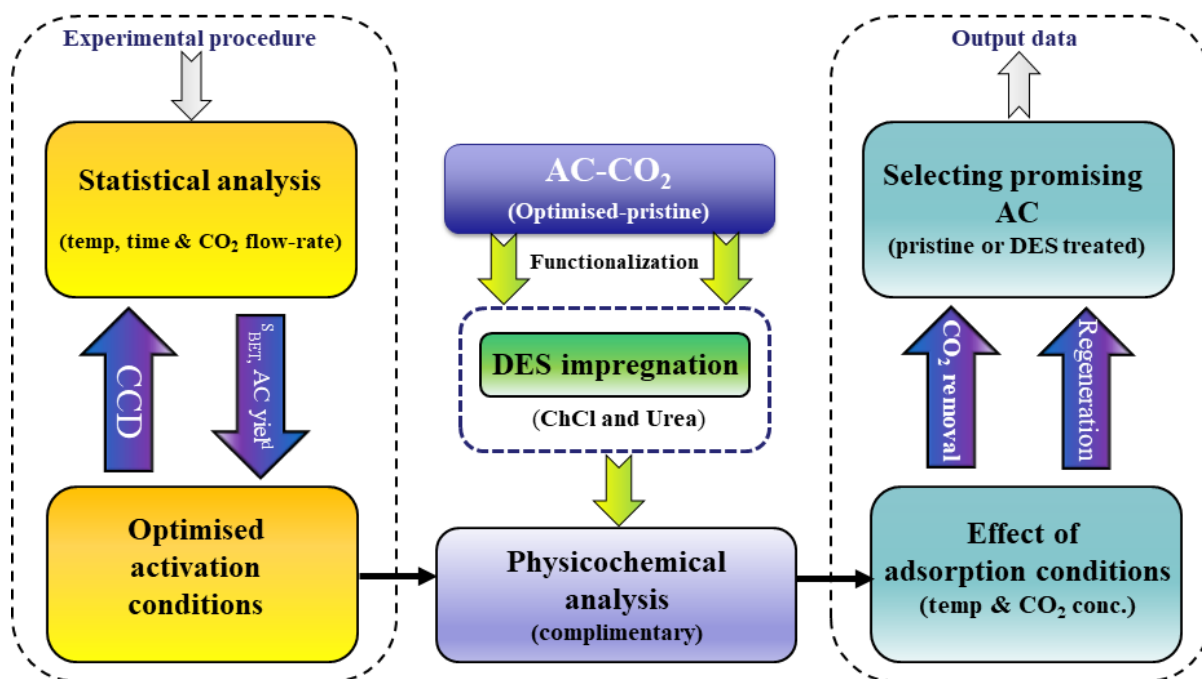 Experimental procedure
Statistical analysis
(temp, time & CO₂ flow-rate)
CCD
S_BET, AC yield
Optimised
activation
conditions
AC-CO₂
(Optimised-pristine)
Functionalization
DES impregnation
(ChCl and Urea)
Physicochemical
analysis
(complimentary)
Output data
Selecting promising
AC
(pristine or DES treated)
CO₂ removal
Regeneration
Effect of
adsorption conditions
(temp & CO₂ conc.)